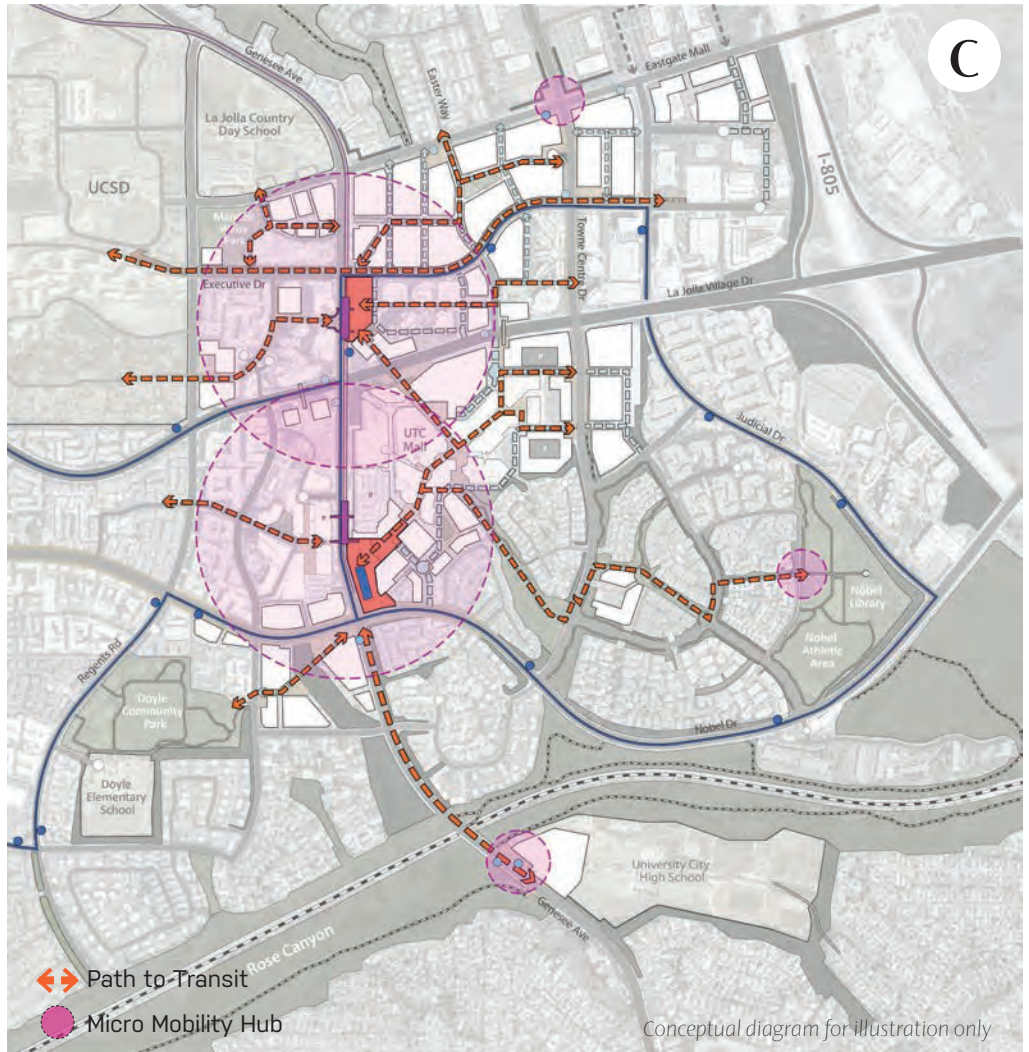 C
Genesee Ave
Easter Way
Eastgate Mall
La Jolla Country
Day School
UCSD
I-805
Executive Dr
Towne Centre Dr
La Jolla Village Dr
UTC
Mall
Judicial Dr
Nobel
Library
Nobel
Athletic
Area
Regents Rd
Doyle
Community
Park
Nobel Dr
Doyle
Elementary
School
University City
High School
Genesee Ave
Rose Canyon
Path to Transit
Micro Mobility Hub
Conceptual diagram for illustration only